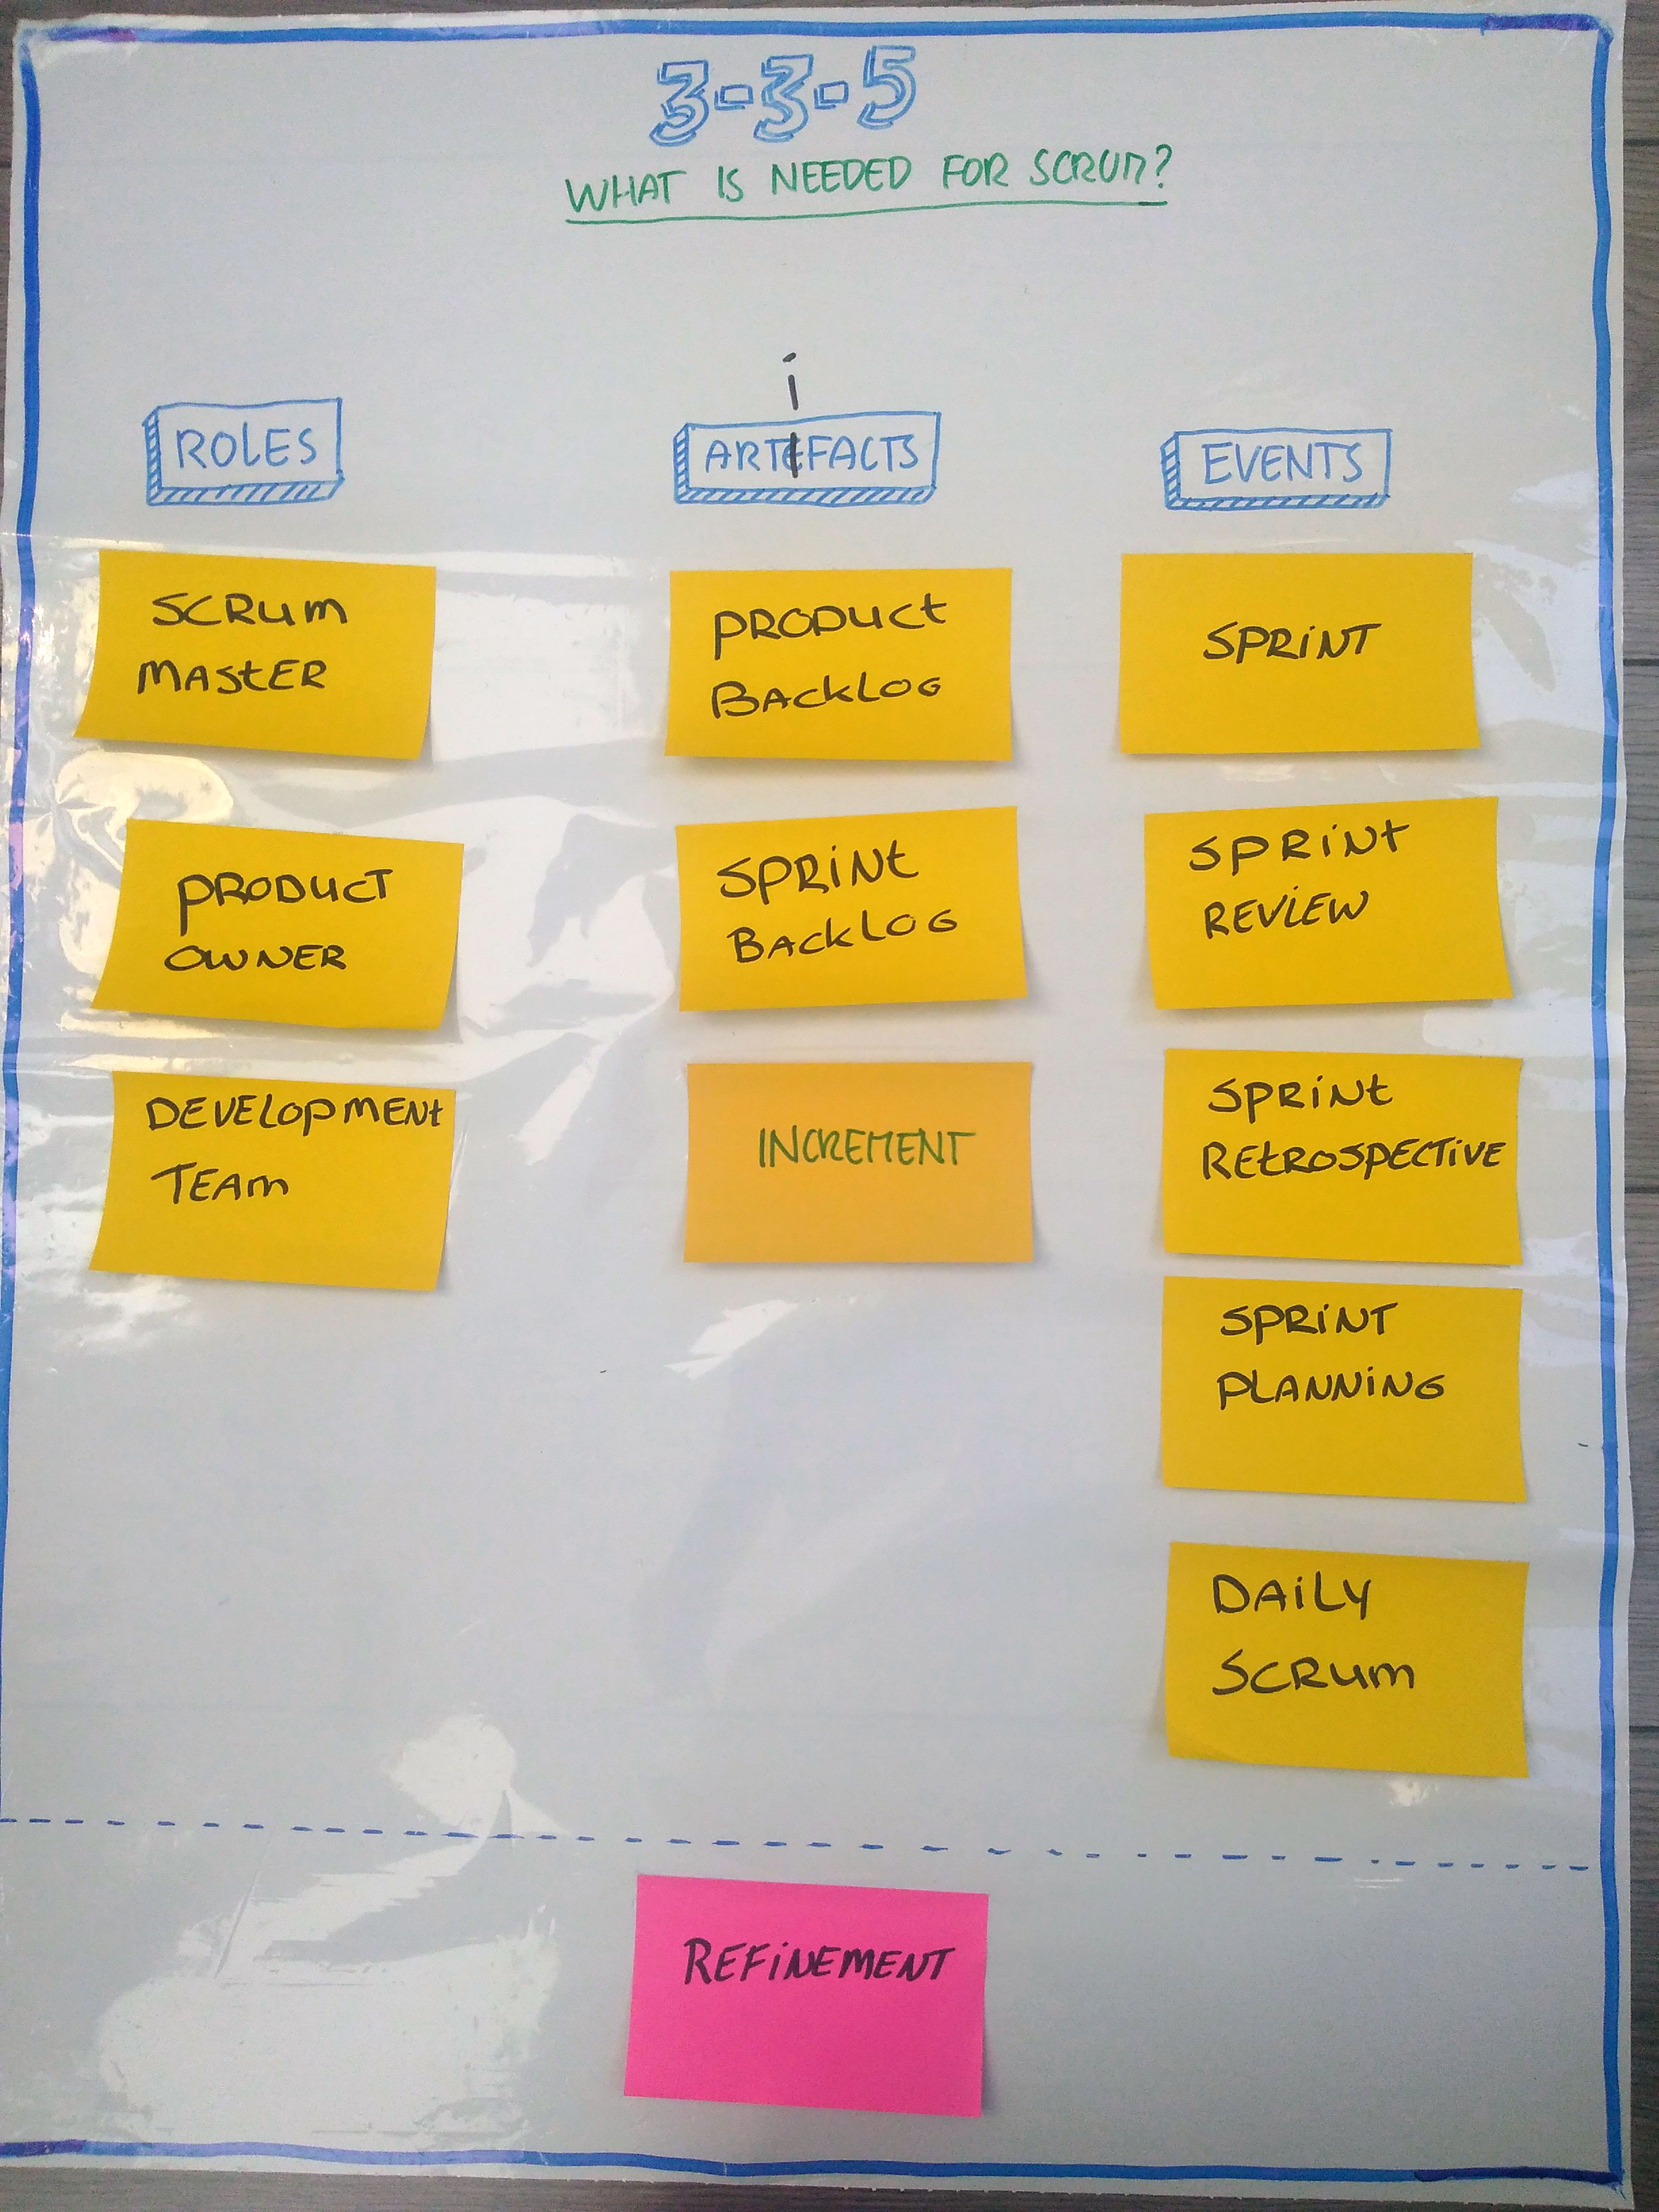 3-3-5
WHAT IS NEEDED FOR SCRUM?
ROLES
SCRUM
MASTER
PRODUCT
OWNER
DEVELOPMENT
TEAM
i
ARTEFACTS
PRODUCT
BACKLOG
SPRINT
BACKLOG
INCREMENT
EVENTS
SPRINT
SPRINT
REVIEW
SPRINT
RETROSPECTIVE
SPRINT
PLANNING
DAILY
SCRUM
REFINEMENT